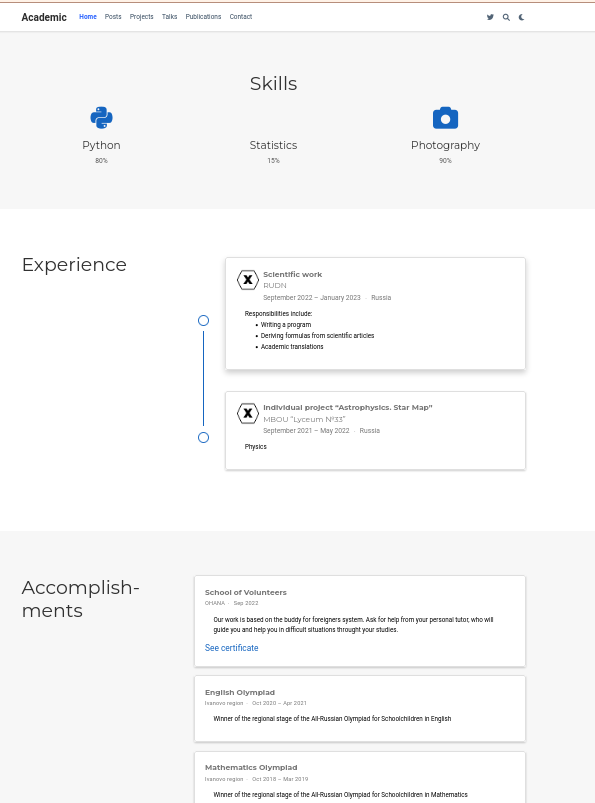 Academic Home Posts Projects Talks Publications Contact
Skills
Python Statistics Photography
80% 15% 90%
Experience
X Scientific work
RUDN
September 2022 – January 2023 · Russia
Responsibilities include:
• Writing a program
• Deriving formulas from scientific articles
• Academic translations
X Individual project “Astrophysics. Star Map”
MBOU “Lyceum №33”
September 2021 – May 2022 · Russia
Physics
Accomplish-
ments
School of Volunteers
OHANA · Sep 2022
Our work is based on the buddy for foreigners system. Ask for help from your personal tutor, who will
guide you and help you in difficult situations throught your studies.
See certificate
English Olympiad
Ivanovo region · Oct 2020 – Apr 2021
Winner of the regional stage of the All-Russian Olympiad for Schoolchildren in English
Mathematics Olympiad
Ivanovo region · Oct 2018 – Mar 2019
Winner of the regional stage of the All-Russian Olympiad for Schoolchildren in Mathematics